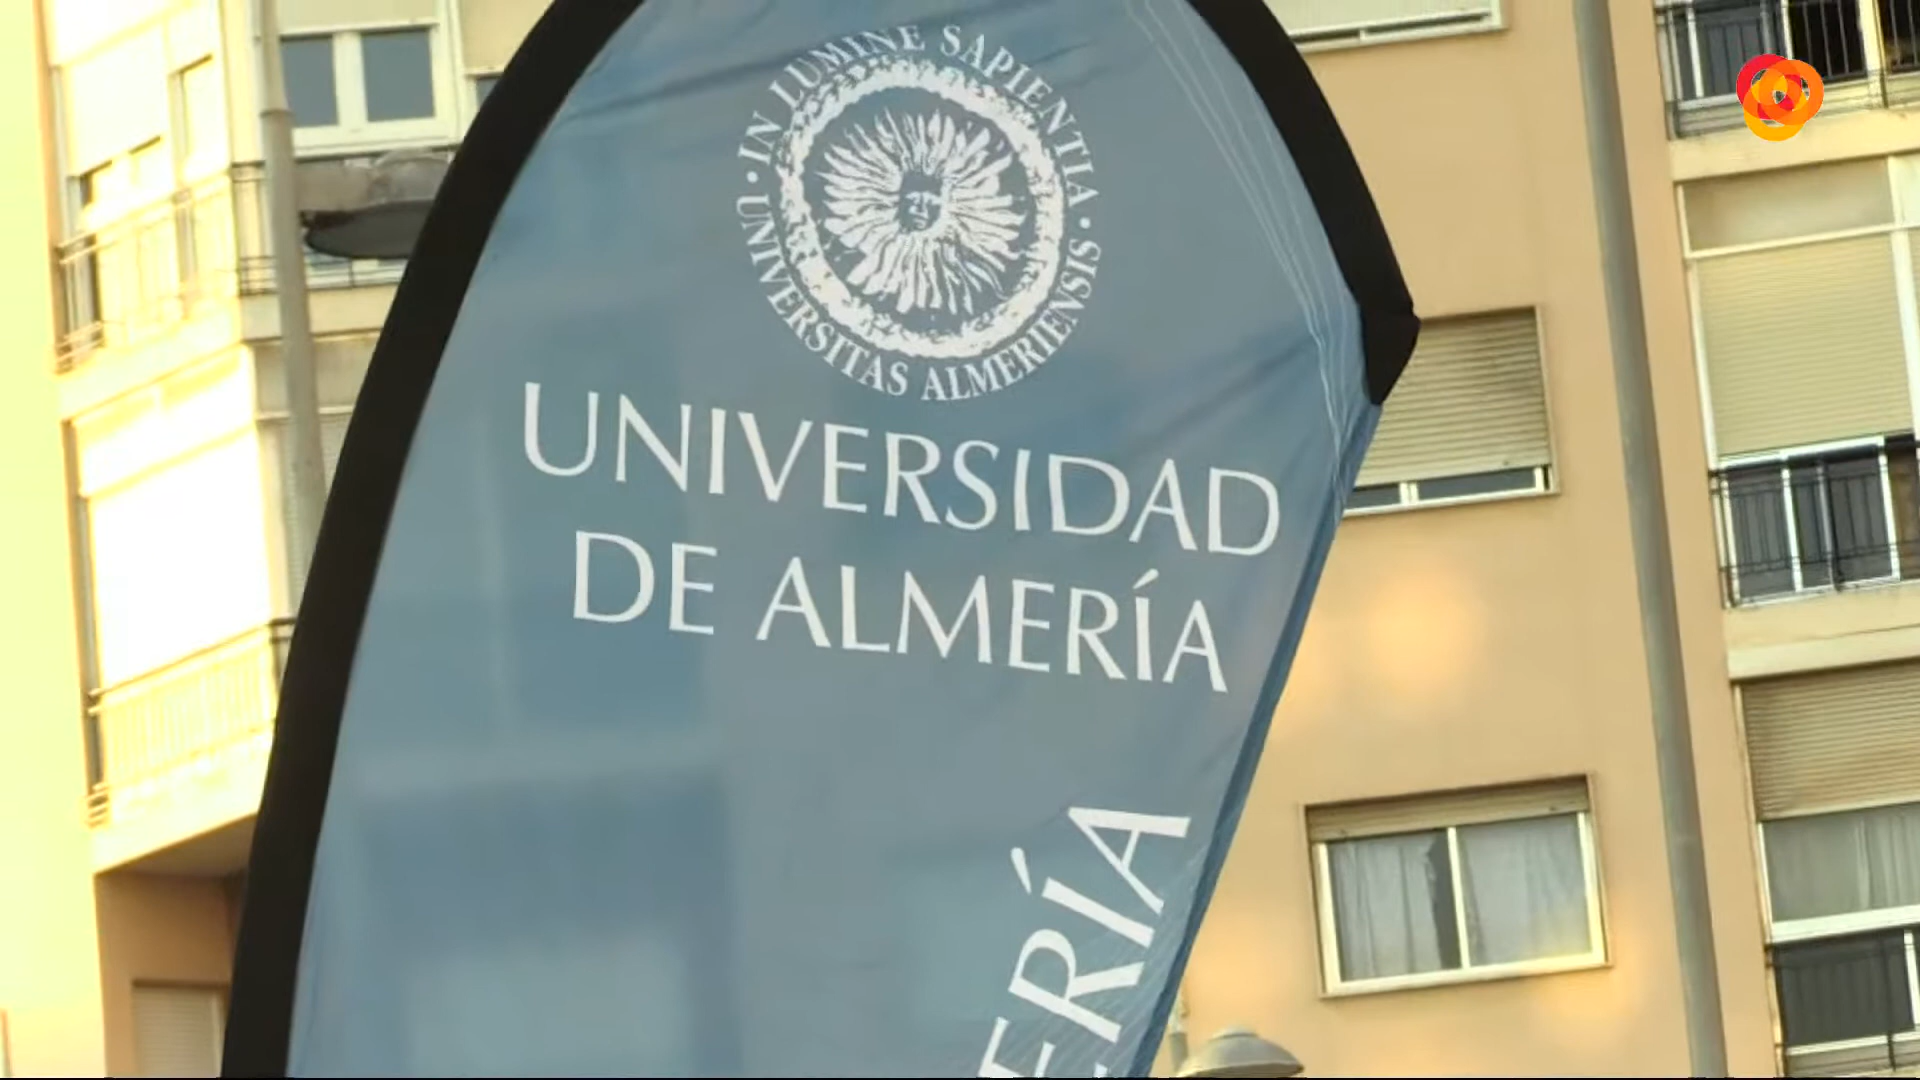 · IN LUMINE SAPIENTIA · UNIVERSITAS ALMERIENSIS
UNIVERSIDAD
DE ALMERÍA
ERÍA